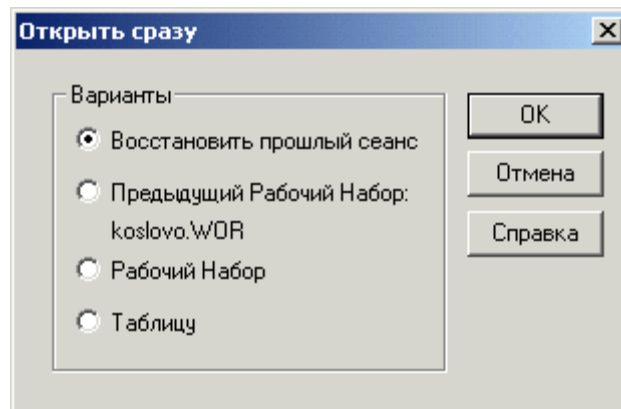 Открыть сразу
Варианты
Восстановить прошлый сеанс
Предыдущий Рабочий Набор:
koslovo.WOR
Рабочий Набор
Таблицу
OK
Отмена
Справка